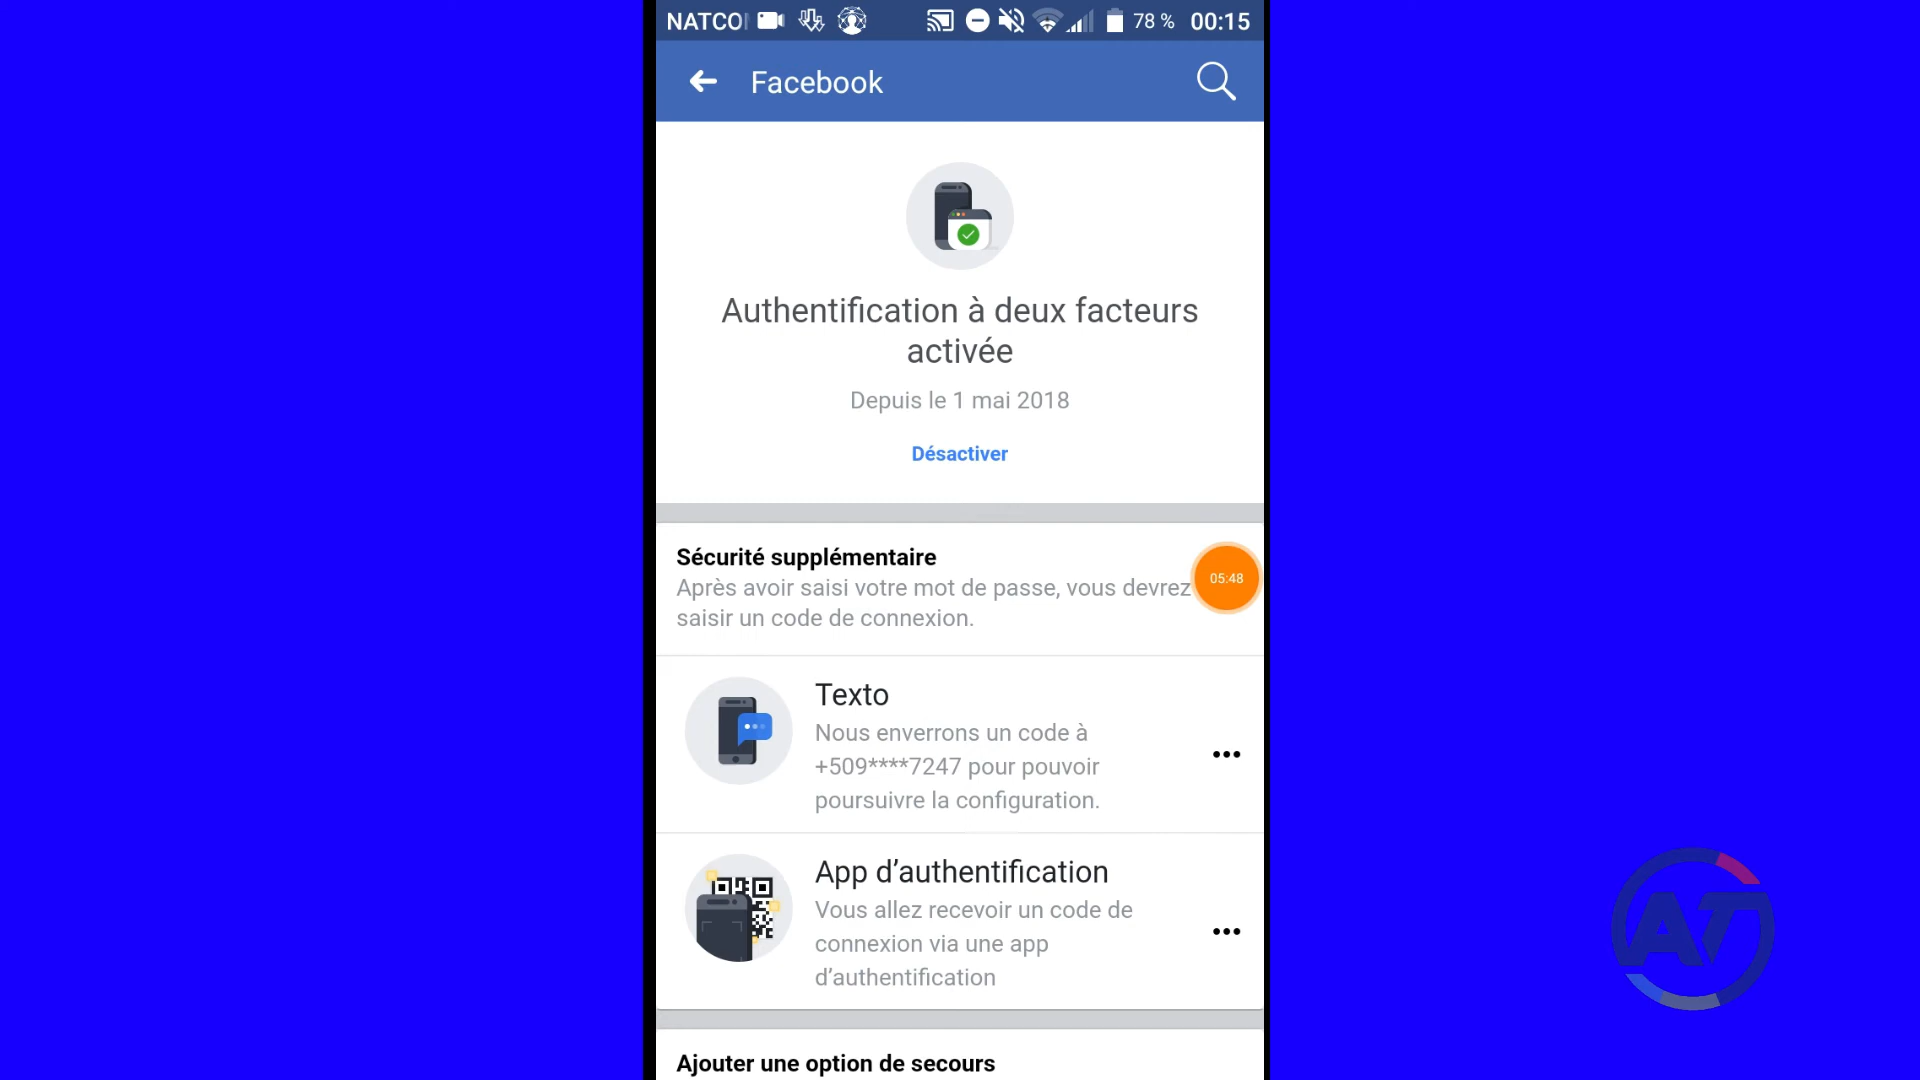 NATCO 78 % 00:15
Facebook
Authentification à deux facteurs
activée
Depuis le 1 mai 2018
Désactiver
Sécurité supplémentaire
Après avoir saisi votre mot de passe, vous devrez
saisir un code de connexion.
05:48
Texto
Nous enverrons un code à
+509****7247 pour pouvoir
poursuivre la configuration.
App d’authentification
Vous allez recevoir un code de
connexion via une app
d’authentification
Ajouter une option de secours
AT